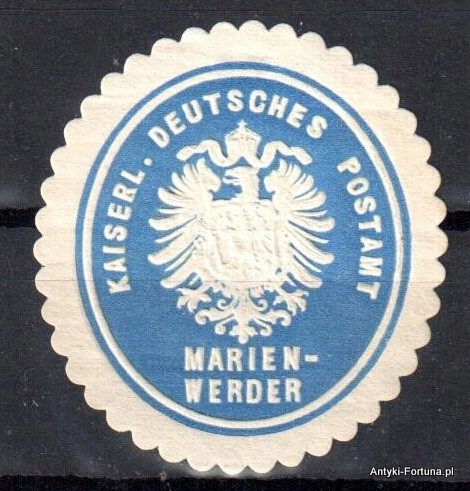 KAISERL. DEUTSCHES POSTAMT
MARIEN-
WERDER
Antyki-Fortuna.pl